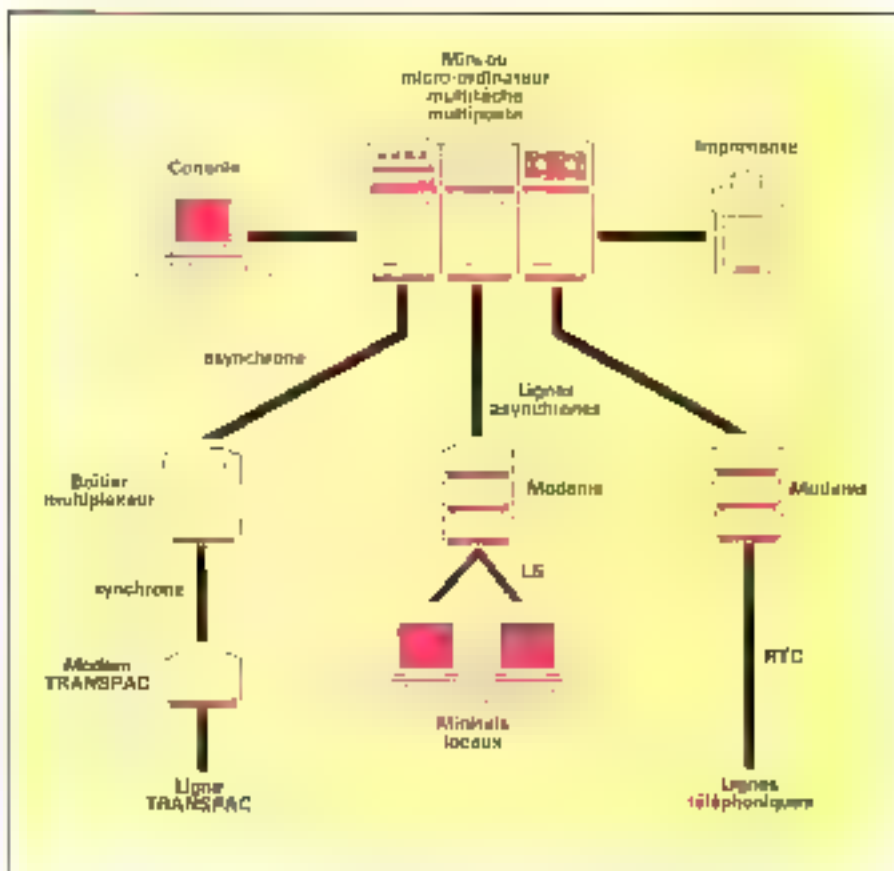 Mini ou
micro-ordinateur
multitâche
multiposte
Console
Imprimante
asynchrone
Lignes
asynchrones
Boîtier
multiplexeur
Modems
Modems
synchrone
LS
Modem
TRANSPAC
RTC
Minitels
locaux
Ligne
TRANSPAC
Lignes
téléphoniques